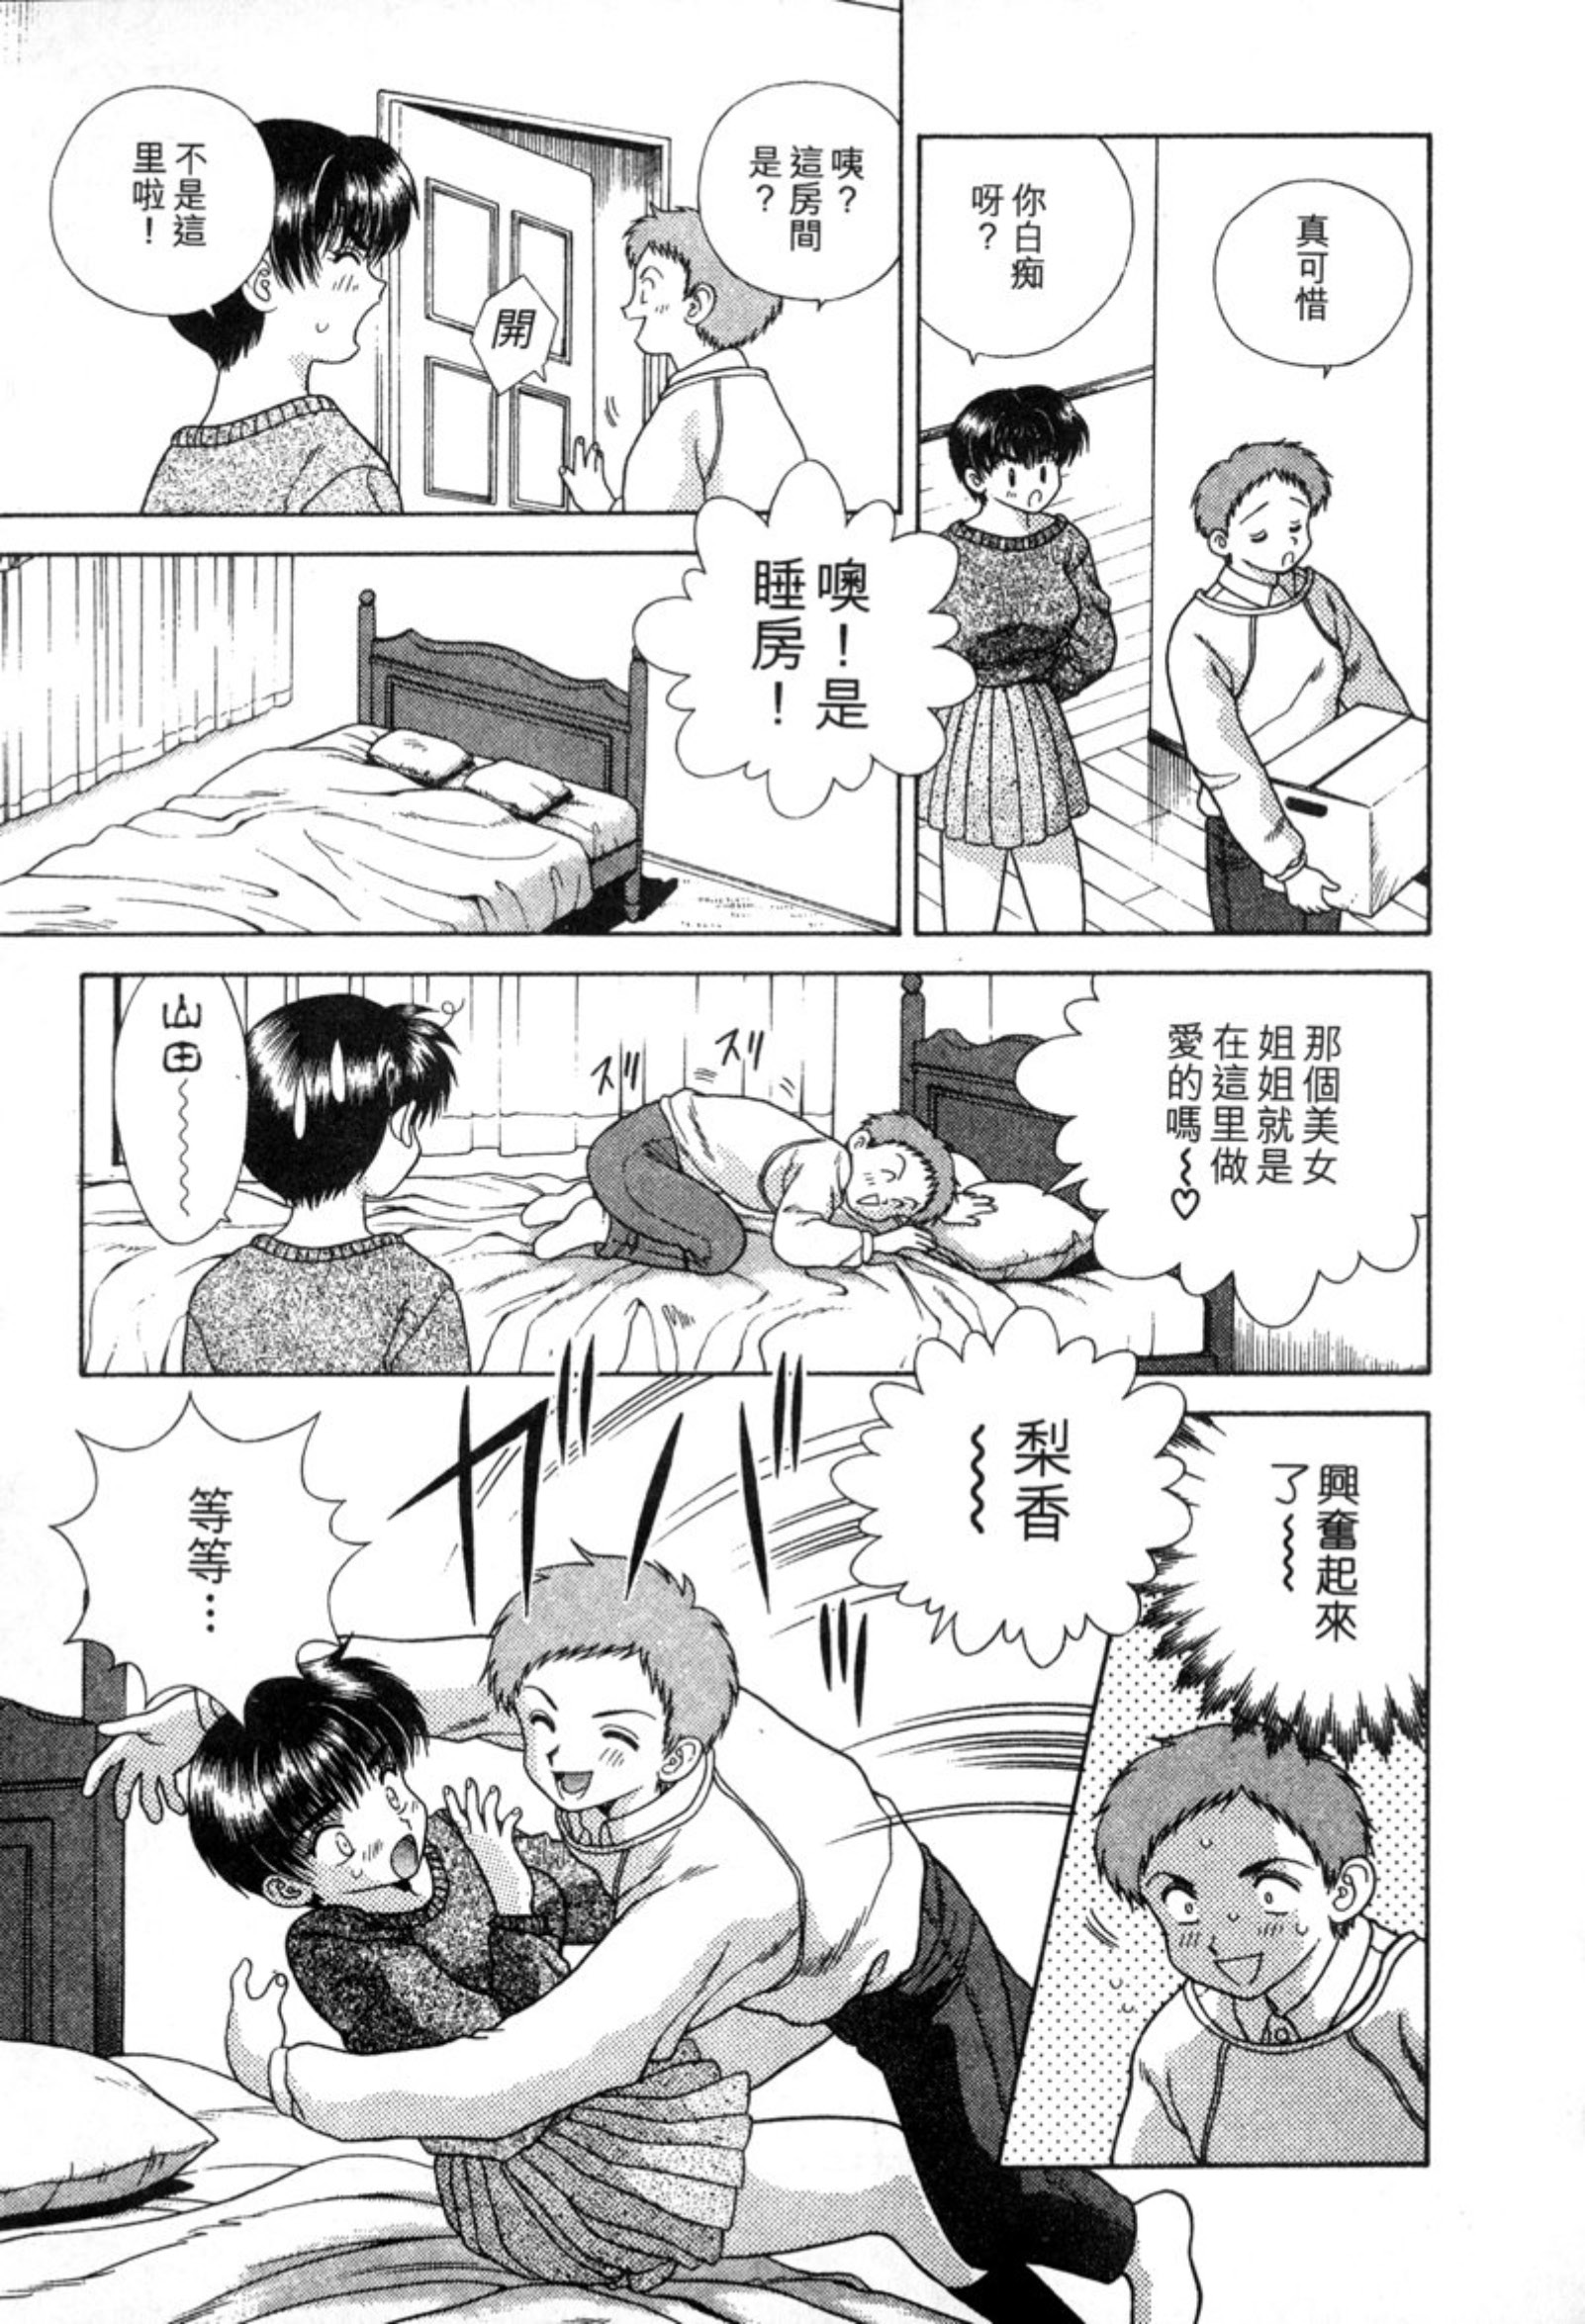 真可惜
你白痴
呀？
咦？
這房間
是？
開
不是這
里啦！
噢！是
睡房！
那個美女
姐姐就是
在這里做
愛的嗎～♡
ズリ
ズリ
山田～
興奮起來
了～
梨香
～
ガバッ
等等…